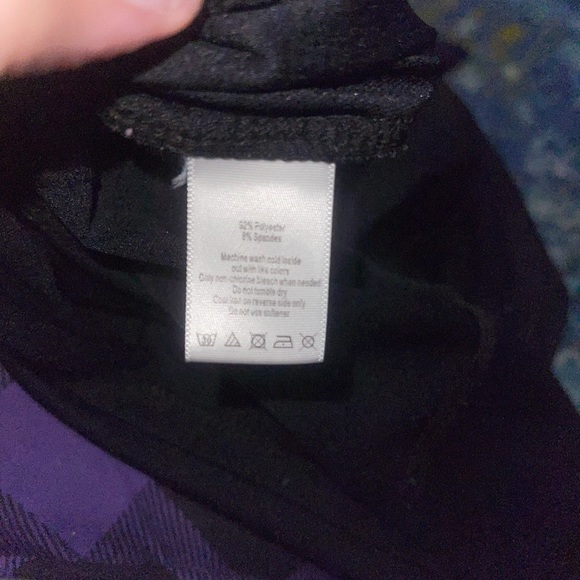 92% Polyester
8% Spandex
Machine wash cold inside
out with like colors
Only non-chlorine bleach when needed
Do not tumble dry
Cool iron on reverse side only
Do not use softener